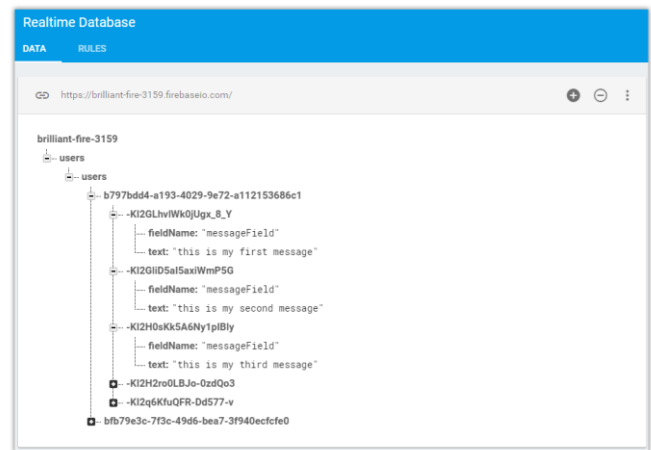 Realtime Database
DATA RULES
https://brilliant-fire-3159.firebaseio.com/
brilliant-fire-3159
users
users
b797bdd4-a193-4029-9e72-a112153686c1
-KI2GLhvlWk0jUgx_8_Y
fieldName: "messageField"
text: "this is my first message"
-KI2GliD5aI5axiWmP5G
fieldName: "messageField"
text: "this is my second message"
-KI2H0sKk5A6Ny1plBly
fieldName: "messageField"
text: "this is my third message"
-KI2H2ro0LBJo-0zdQo3
-KI2q6KfuQFR-Dd577-v
bfb79e3c-7f3c-49d6-bea7-3f940ecfcfe0